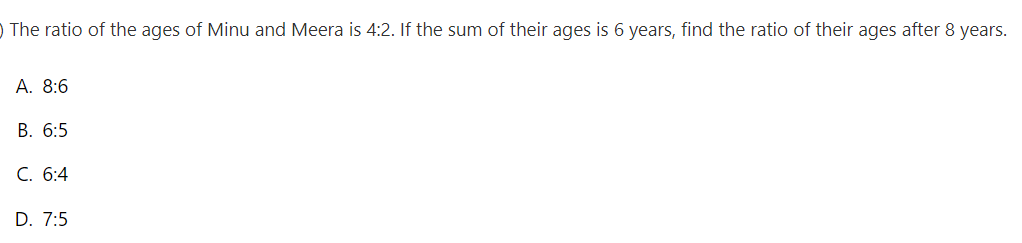 ) The ratio of the ages of Minu and Meera is 4:2. If the sum of their ages is 6 years, find the ratio of their ages after 8 years.
A. 8:6
B. 6:5
C. 6:4
D. 7:5